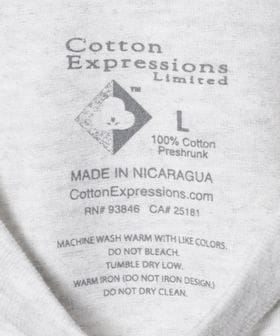 Cotton
Expressions
Limited
TM
L
100% Cotton
Preshrunk
MADE IN NICARAGUA
CottonExpressions.com
RN# 93846 CA# 25181
MACHINE WASH WARM WITH LIKE COLORS.
DO NOT BLEACH.
TUMBLE DRY LOW.
WARM IRON (DO NOT IRON DESIGN.)
DO NOT DRY CLEAN.